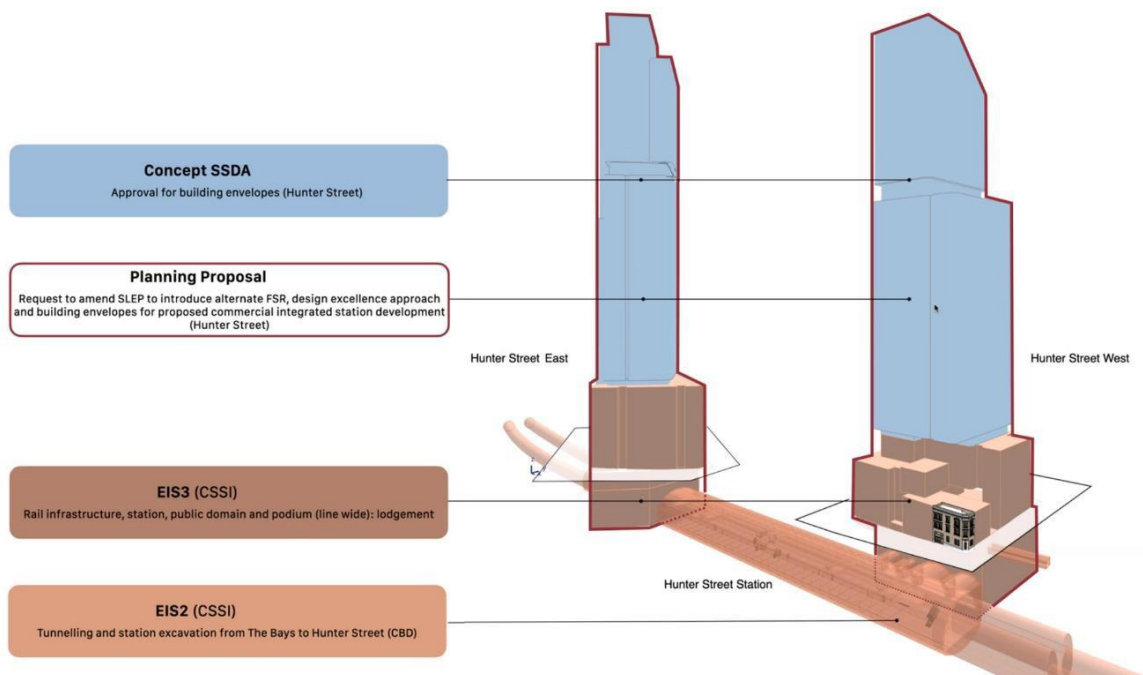 Concept SSDA
Approval for building envelopes (Hunter Street)
Planning Proposal
Request to amend SLEP to introduce alternate FSR, design excellence approach
and building envelopes for proposed commercial integrated station development
(Hunter Street)
Hunter Street East
Hunter Street West
EIS3 (CSSI)
Rail infrastructure, station, public domain and podium (line wide): lodgement
Hunter Street Station
EIS2 (CSSI)
Tunnelling and station excavation from The Bays to Hunter Street (CBD)